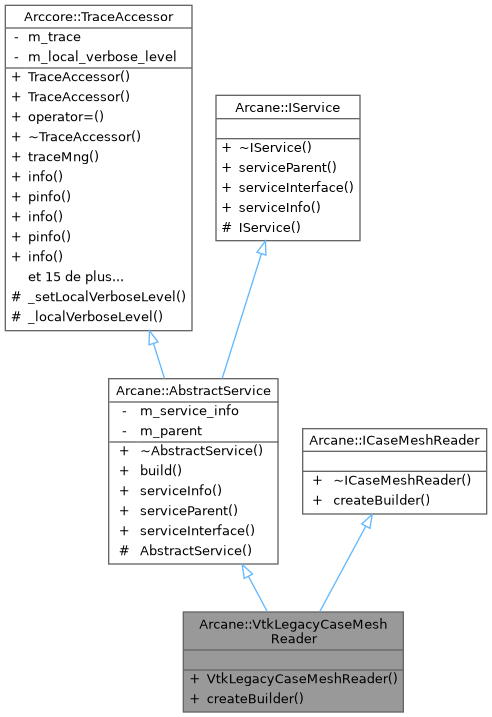 Arccore::TraceAccessor
- m_trace
- m_local_verbose_level
+ TraceAccessor()
+ TraceAccessor()
+ operator=()
+ ~TraceAccessor()
+ traceMng()
+ info()
+ pinfo()
+ info()
+ pinfo()
+ info()
et 15 de plus...
# _setLocalVerboseLevel()
# _localVerboseLevel()
Arcane::IService
+ ~IService()
+ serviceParent()
+ serviceInterface()
+ serviceInfo()
# IService()
Arcane::AbstractService
- m_service_info
- m_parent
+ ~AbstractService()
+ build()
+ serviceInfo()
+ serviceParent()
+ serviceInterface()
# AbstractService()
Arcane::ICaseMeshReader
+ ~ICaseMeshReader()
+ createBuilder()
Arcane::VtkLegacyCaseMesh
Reader
+ VtkLegacyCaseMeshReader()
+ createBuilder()